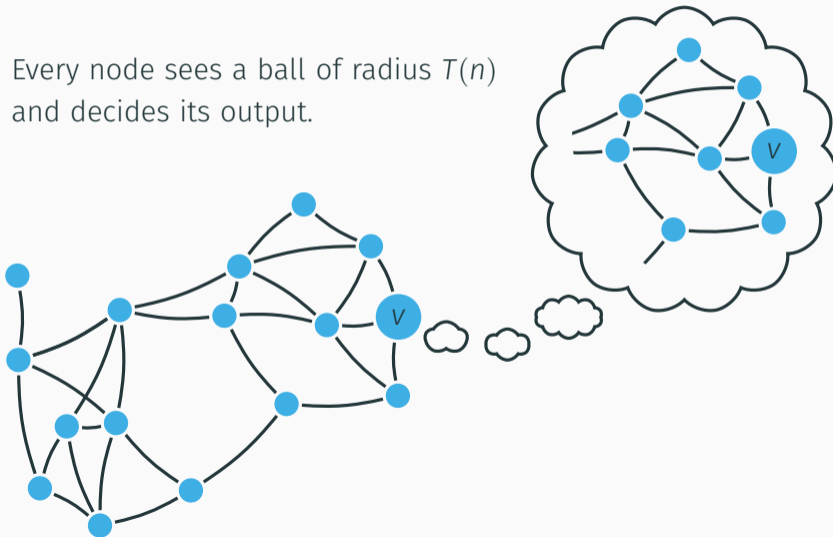 Every node sees a ball of radius T(n)
and decides its output.
v
v